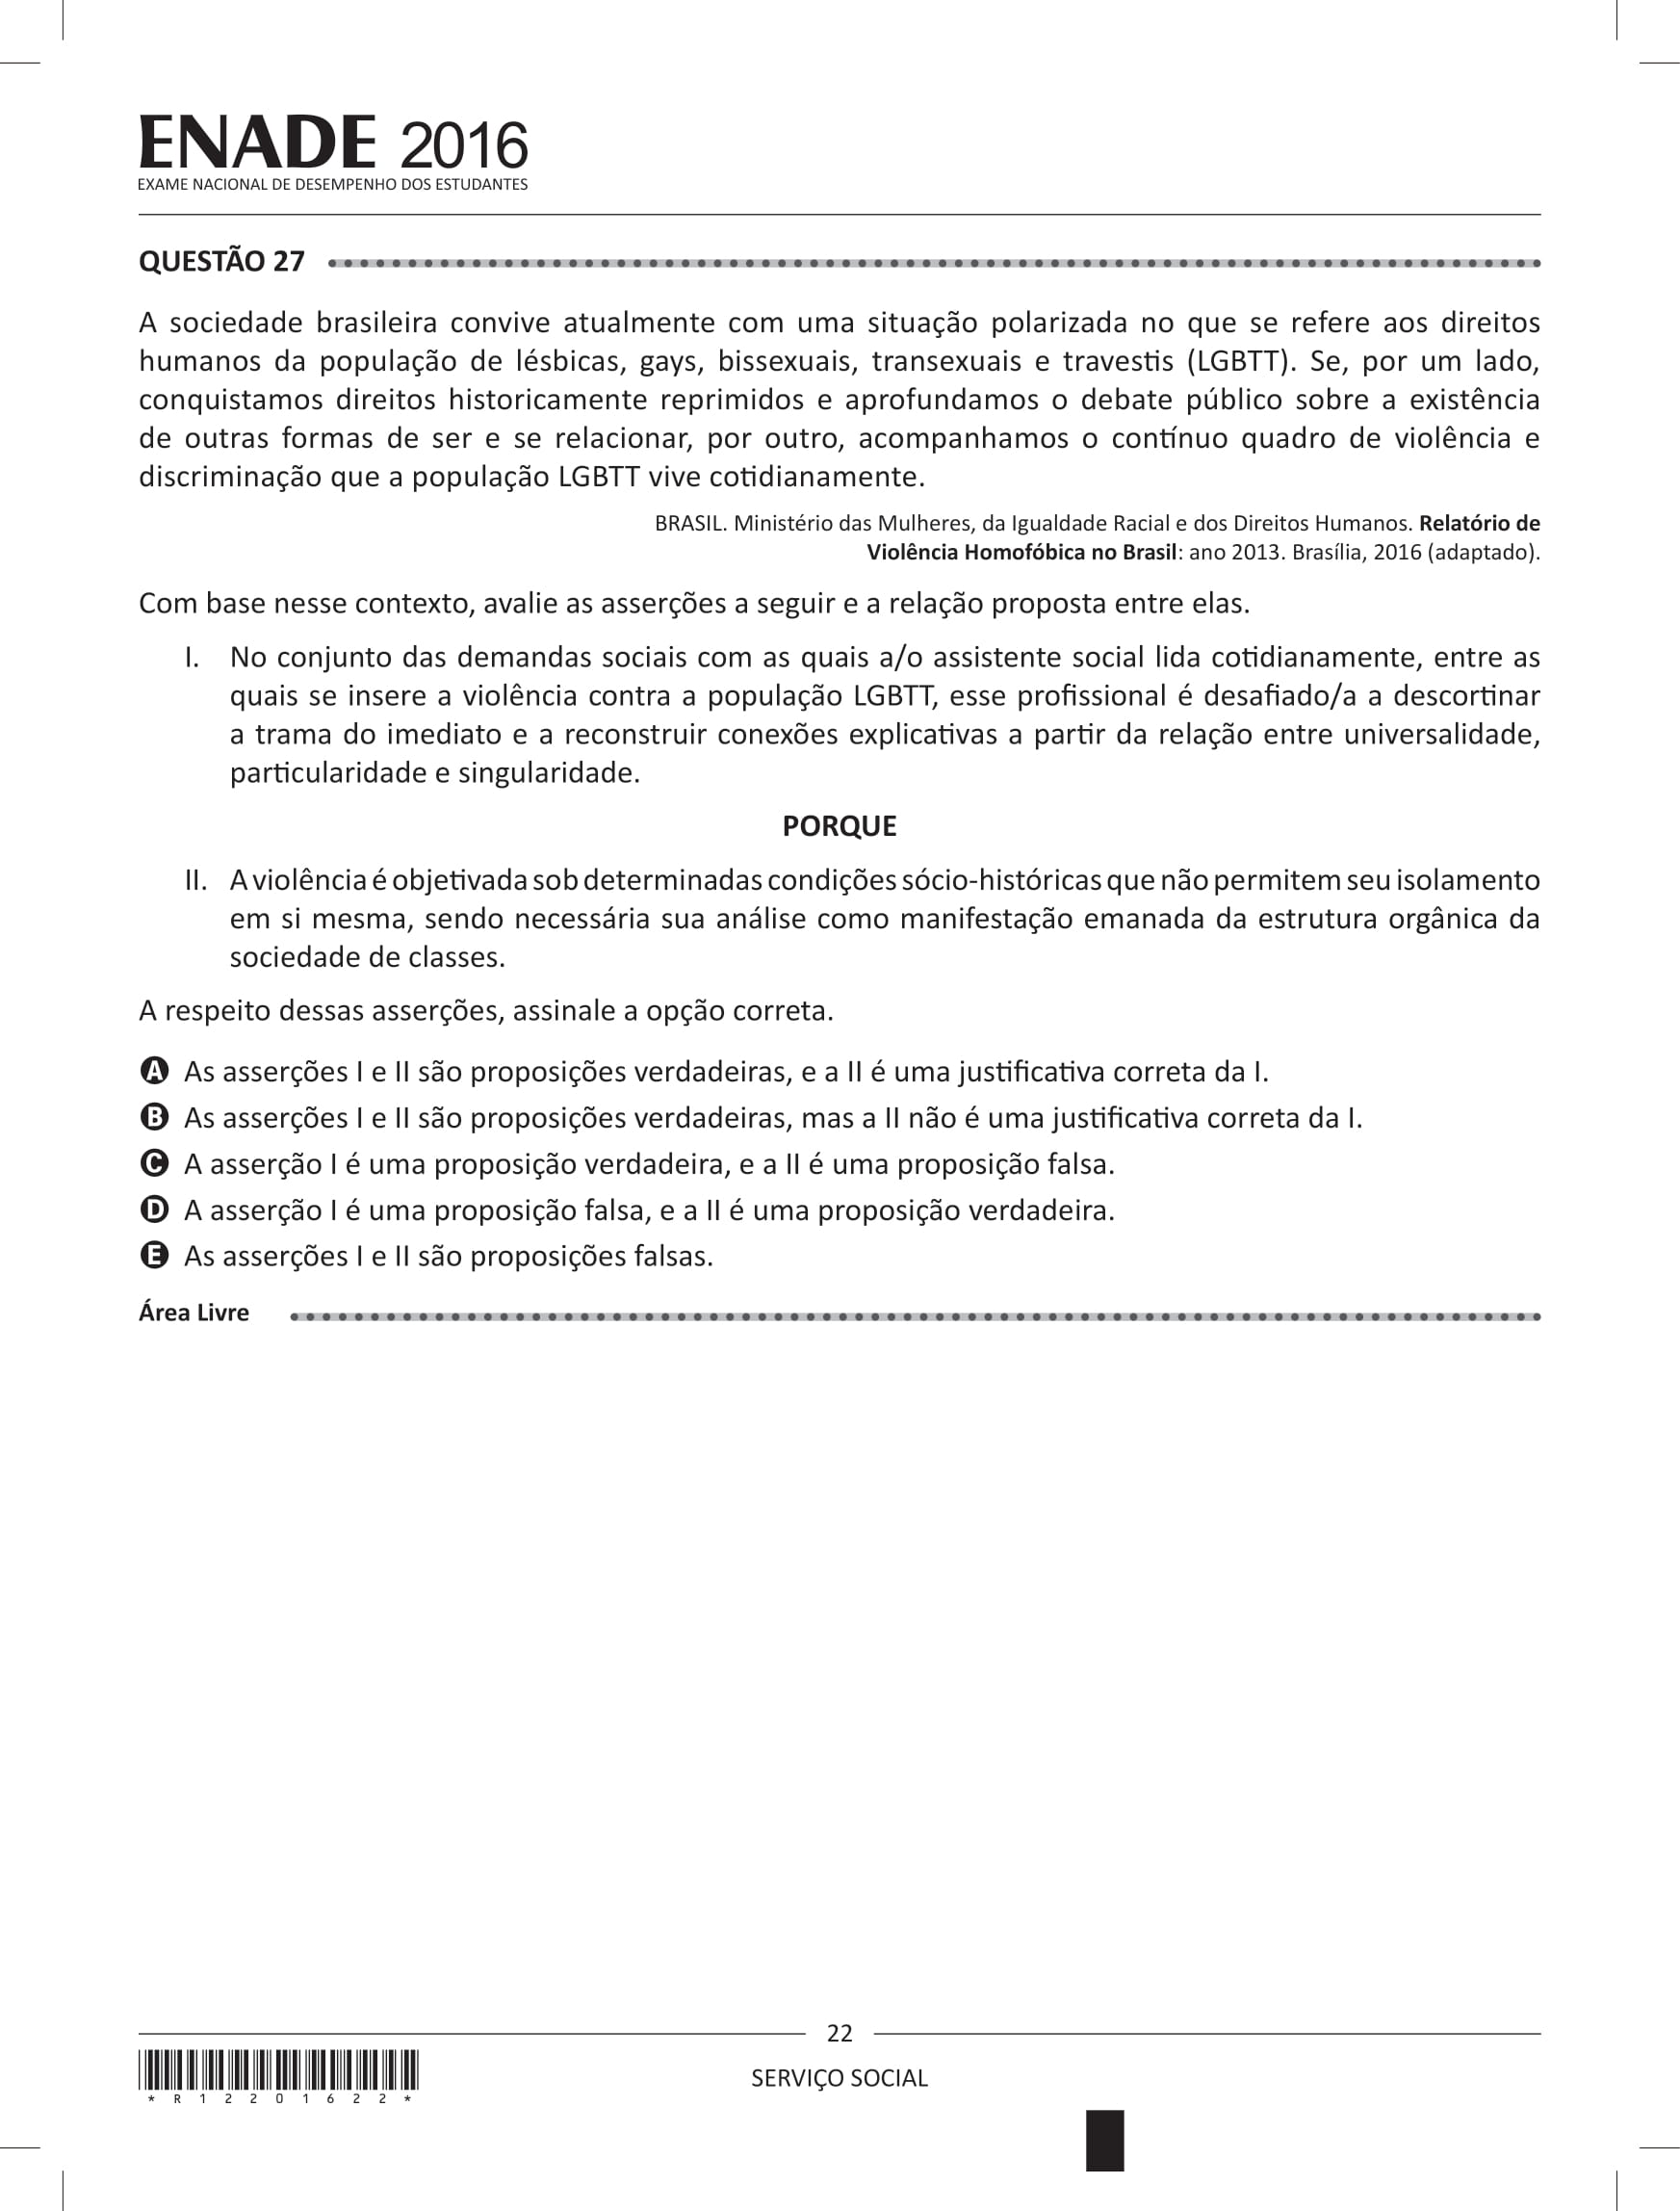 ENADE 2016
EXAME NACIONAL DE DESEMPENHO DOS ESTUDANTES
QUESTÃO 27
A sociedade brasileira convive atualmente com uma situação polarizada no que se refere aos direitos
humanos da população de lésbicas, gays, bissexuais, transexuais e travestis (LGBTT). Se, por um lado,
conquistamos direitos historicamente reprimidos e aprofundamos o debate público sobre a existência
de outras formas de ser e se relacionar, por outro, acompanhamos o contínuo quadro de violência e
discriminação que a população LGBTT vive cotidianamente.
BRASIL. Ministério das Mulheres, da Igualdade Racial e dos Direitos Humanos. Relatório de
Violência Homofóbica no Brasil: ano 2013. Brasília, 2016 (adaptado).
Com base nesse contexto, avalie as asserções a seguir e a relação proposta entre elas.
I. No conjunto das demandas sociais com as quais a/o assistente social lida cotidianamente, entre as
quais se insere a violência contra a população LGBTT, esse profissional é desafiado/a a descortinar
a trama do imediato e a reconstruir conexões explicativas a partir da relação entre universalidade,
particularidade e singularidade.
PORQUE
II. A violência é objetivada sob determinadas condições sócio-históricas que não permitem seu isolamento
em si mesma, sendo necessária sua análise como manifestação emanada da estrutura orgânica da
sociedade de classes.
A respeito dessas asserções, assinale a opção correta.
A As asserções I e II são proposições verdadeiras, e a II é uma justificativa correta da I.
B As asserções I e II são proposições verdadeiras, mas a II não é uma justificativa correta da I.
C A asserção I é uma proposição verdadeira, e a II é uma proposição falsa.
D A asserção I é uma proposição falsa, e a II é uma proposição verdadeira.
E As asserções I e II são proposições falsas.
Área Livre
22
SERVIÇO SOCIAL
* R 1 2 2 0 1 6 2 2 *